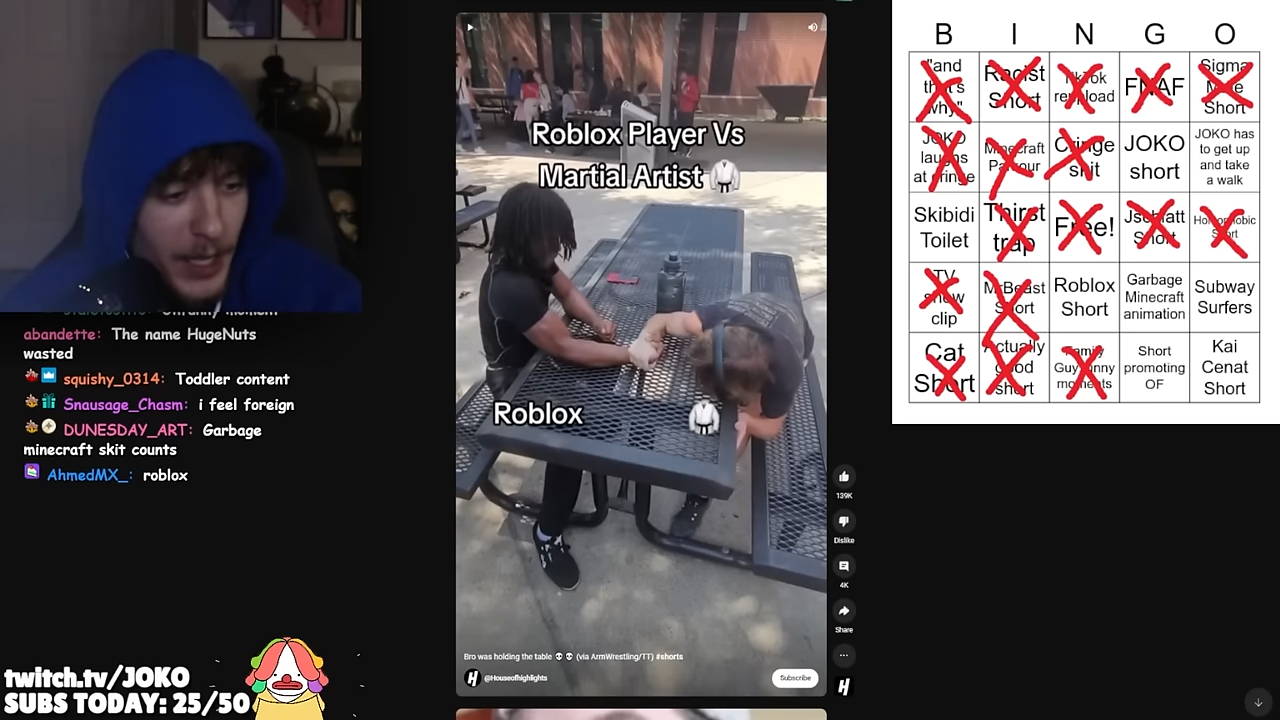 abandette: The name HugeNuts
wasted
squishy_0314: Toddler content
Snausage_Chasm: i feel foreign
DUNESDAY_ART: Garbage
minecraft skit counts
AhmedMX_: roblox
twitch.tv/JOKO
SUBS TODAY: 25/50
Roblox Player Vs
Martial Artist
Roblox
Bro was holding the table (via ArmWrestling/TT) #shorts
@Houseofhighlights
Subscribe
139K
Dislike
4K
Share
B I N G O
"and
that's
why"
Racist
Short
FNAF
Sigma
Short
JOKO
laughs
at cringe
Minecraft
Parkour
Cringe
skit
JOKO
short
JOKO has
to get up
and take
a walk
Skibidi
Toilet
Thirst
trap
Free!
Jschlatt
Short
TV
show
clip
MrBeast
Short
Roblox
Short
Garbage
Minecraft
animation
Subway
Surfers
Cat
Short
Actually
good
short
Family
Guy funny
moments
Short
promoting
OF
Kai
Cenat
Short